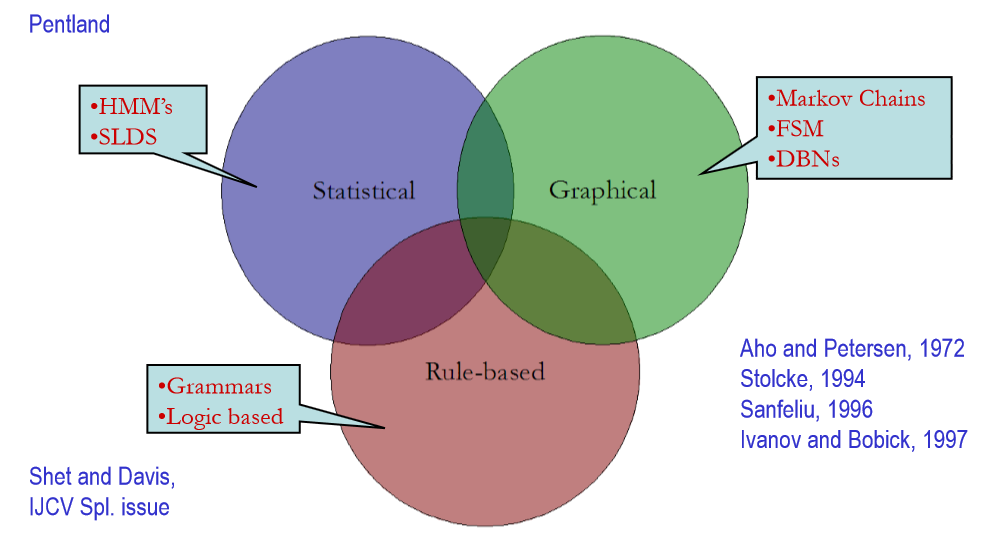 Pentland
•HMM's
•SLDS
•Markov Chains
•FSM
•DBNs
Statistical
Graphical
Rule-based
•Grammars
•Logic based
Aho and Petersen, 1972
Stolcke, 1994
Sanfeliu, 1996
Ivanov and Bobick, 1997
Shet and Davis,
IJCV Spl. issue